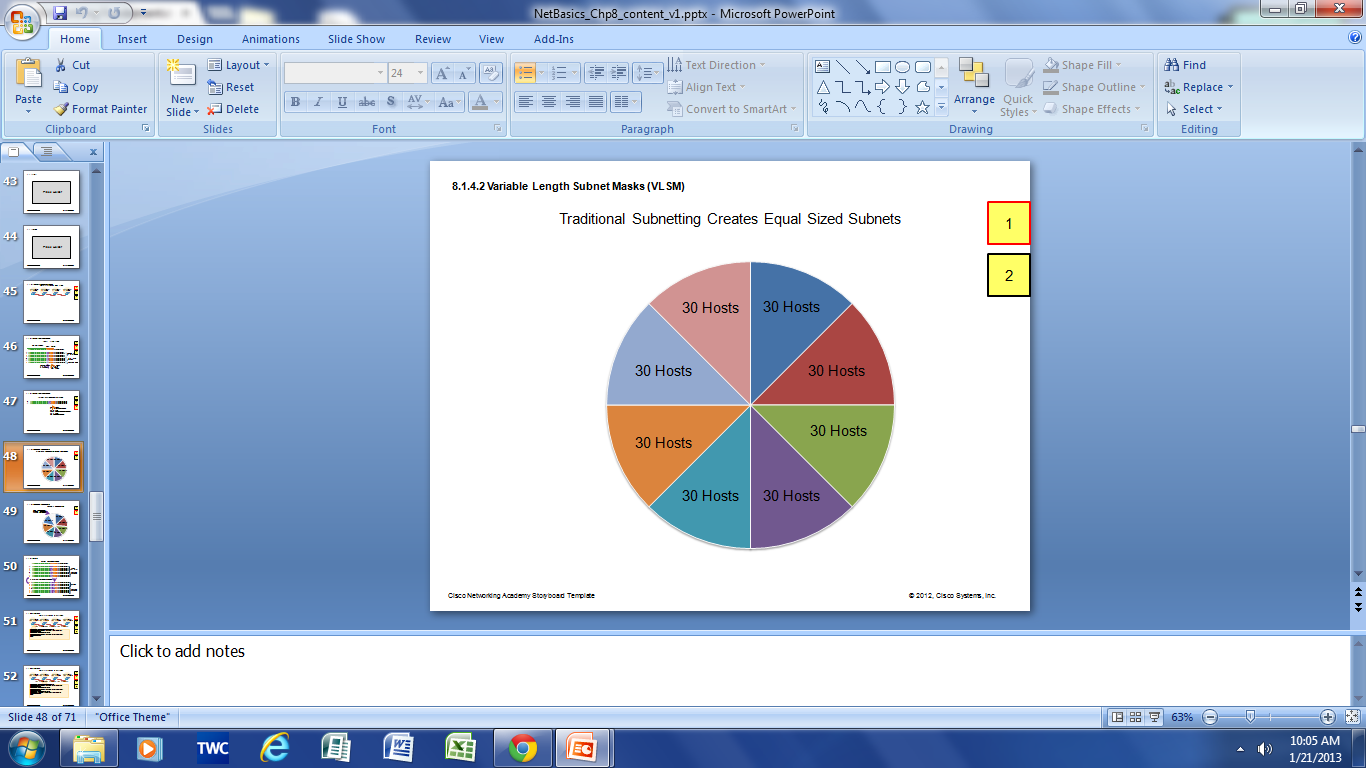 NetBasics_Chp8_content_v1.pptx - Microsoft PowerPoint
Home Insert Design Animations Slide Show Review View Add-Ins
Paste
Cut
Copy
Format Painter
Clipboard
New Slide
Layout
Reset
Delete
Slides
24
B I U abc S AV Aa A
Font
Text Direction
Align Text
Convert to SmartArt
Paragraph
Arrange
Quick Styles
Shape Fill
Shape Outline
Shape Effects
Drawing
Find
Replace
Select
Editing
43
44
45
46
47
48
49
50
51
52
8.1.4.2 Variable Length Subnet Masks (VLSM)
Traditional Subnetting Creates Equal Sized Subnets
1
2
30 Hosts 30 Hosts
30 Hosts 30 Hosts
30 Hosts 30 Hosts
30 Hosts 30 Hosts
Cisco Networking Academy Storyboard Template © 2012, Cisco Systems, Inc.
Click to add notes
Slide 48 of 71 "Office Theme" 63%
TWC
10:05 AM
1/21/2013